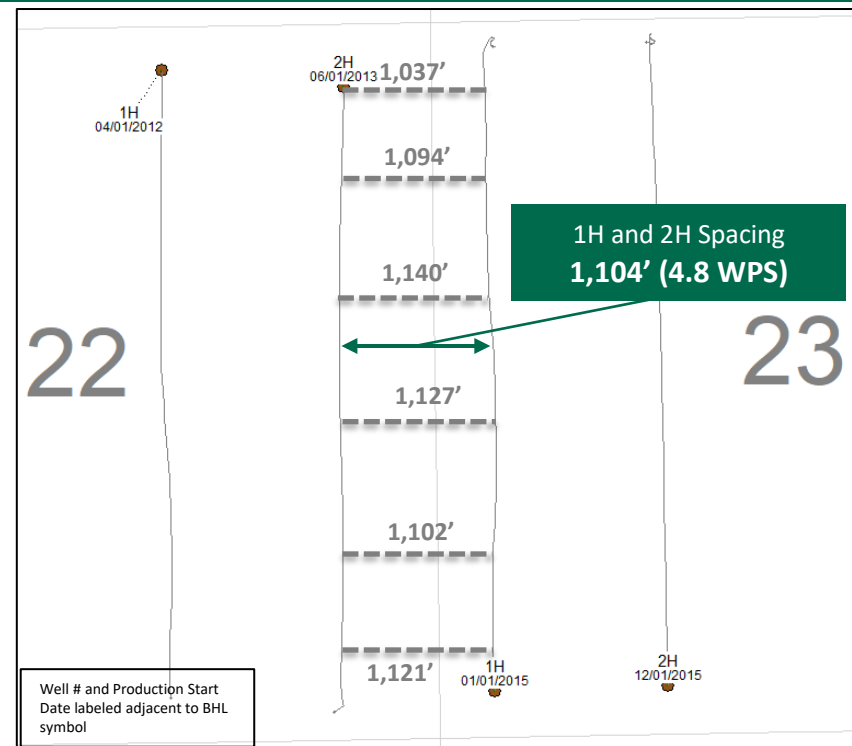 2H
06/01/2013
1,037’
1H
04/01/2012
1,094’
1H and 2H Spacing
1,104’ (4.8 WPS)
1,140’
22
23
1,127’
1,102’
1,121’
1H
01/01/2015
2H
12/01/2015
Well # and Production Start
Date labeled adjacent to BHL
symbol